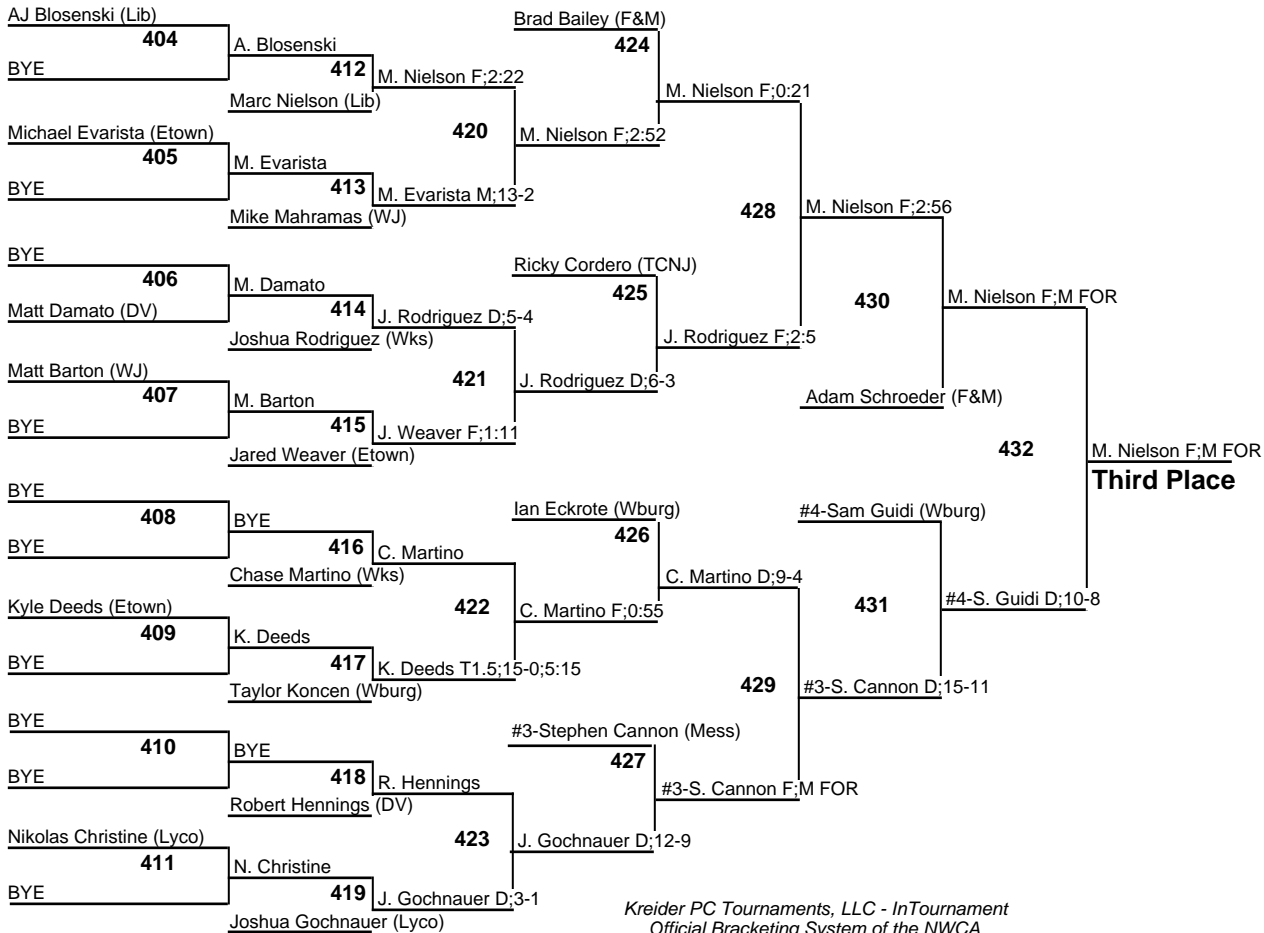 AJ Blosenski (Lib)
404
BYE
A. Blosenski
412
Marc Nielson (Lib)
M. Nielson F;2:22
Michael Evarista (Etown)
405
BYE
M. Evarista
413
Mike Mahramas (WJ)
M. Evarista M;13-2
420
M. Nielson F;2:52
Brad Bailey (F&M)
424
M. Nielson F;0:21
BYE
406
Matt Damato (DV)
M. Damato
414
Joshua Rodriguez (Wks)
J. Rodriguez D;5-4
Matt Barton (WJ)
407
BYE
M. Barton
415
Jared Weaver (Etown)
J. Weaver F;1:11
421
J. Rodriguez D;6-3
Ricky Cordero (TCNJ)
425
J. Rodriguez F;2:5
428
M. Nielson F;2:56
430
Adam Schroeder (F&M)
M. Nielson F;M FOR
BYE
408
BYE
BYE
416
Chase Martino (Wks)
C. Martino
Kyle Deeds (Etown)
409
BYE
K. Deeds
417
Taylor Koncen (Wburg)
K. Deeds T1.5;15-0;5:15
422
C. Martino F;0:55
Ian Eckrote (Wburg)
426
C. Martino D;9-4
BYE
410
BYE
BYE
418
Robert Hennings (DV)
R. Hennings
Nikolas Christine (Lyco)
411
BYE
N. Christine
419
Joshua Gochnauer (Lyco)
J. Gochnauer D;3-1
423
J. Gochnauer D;12-9
#3-Stephen Cannon (Mess)
427
#3-S. Cannon F;M FOR
429
#3-S. Cannon D;15-11
#4-Sam Guidi (Wburg)
431
#4-S. Guidi D;10-8
432
M. Nielson F;M FOR
Third Place
Kreider PC Tournaments, LLC - InTournament
Official Bracketing System of the NWCA